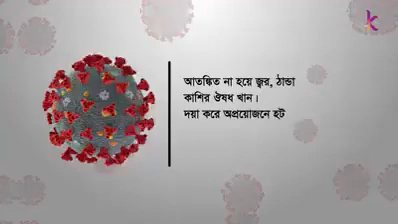 আতঙ্কিত না হয়ে জ্বর, ঠান্ডা
কাশির ঔষধ খান।
দয়া করে অপ্রয়োজনে হট